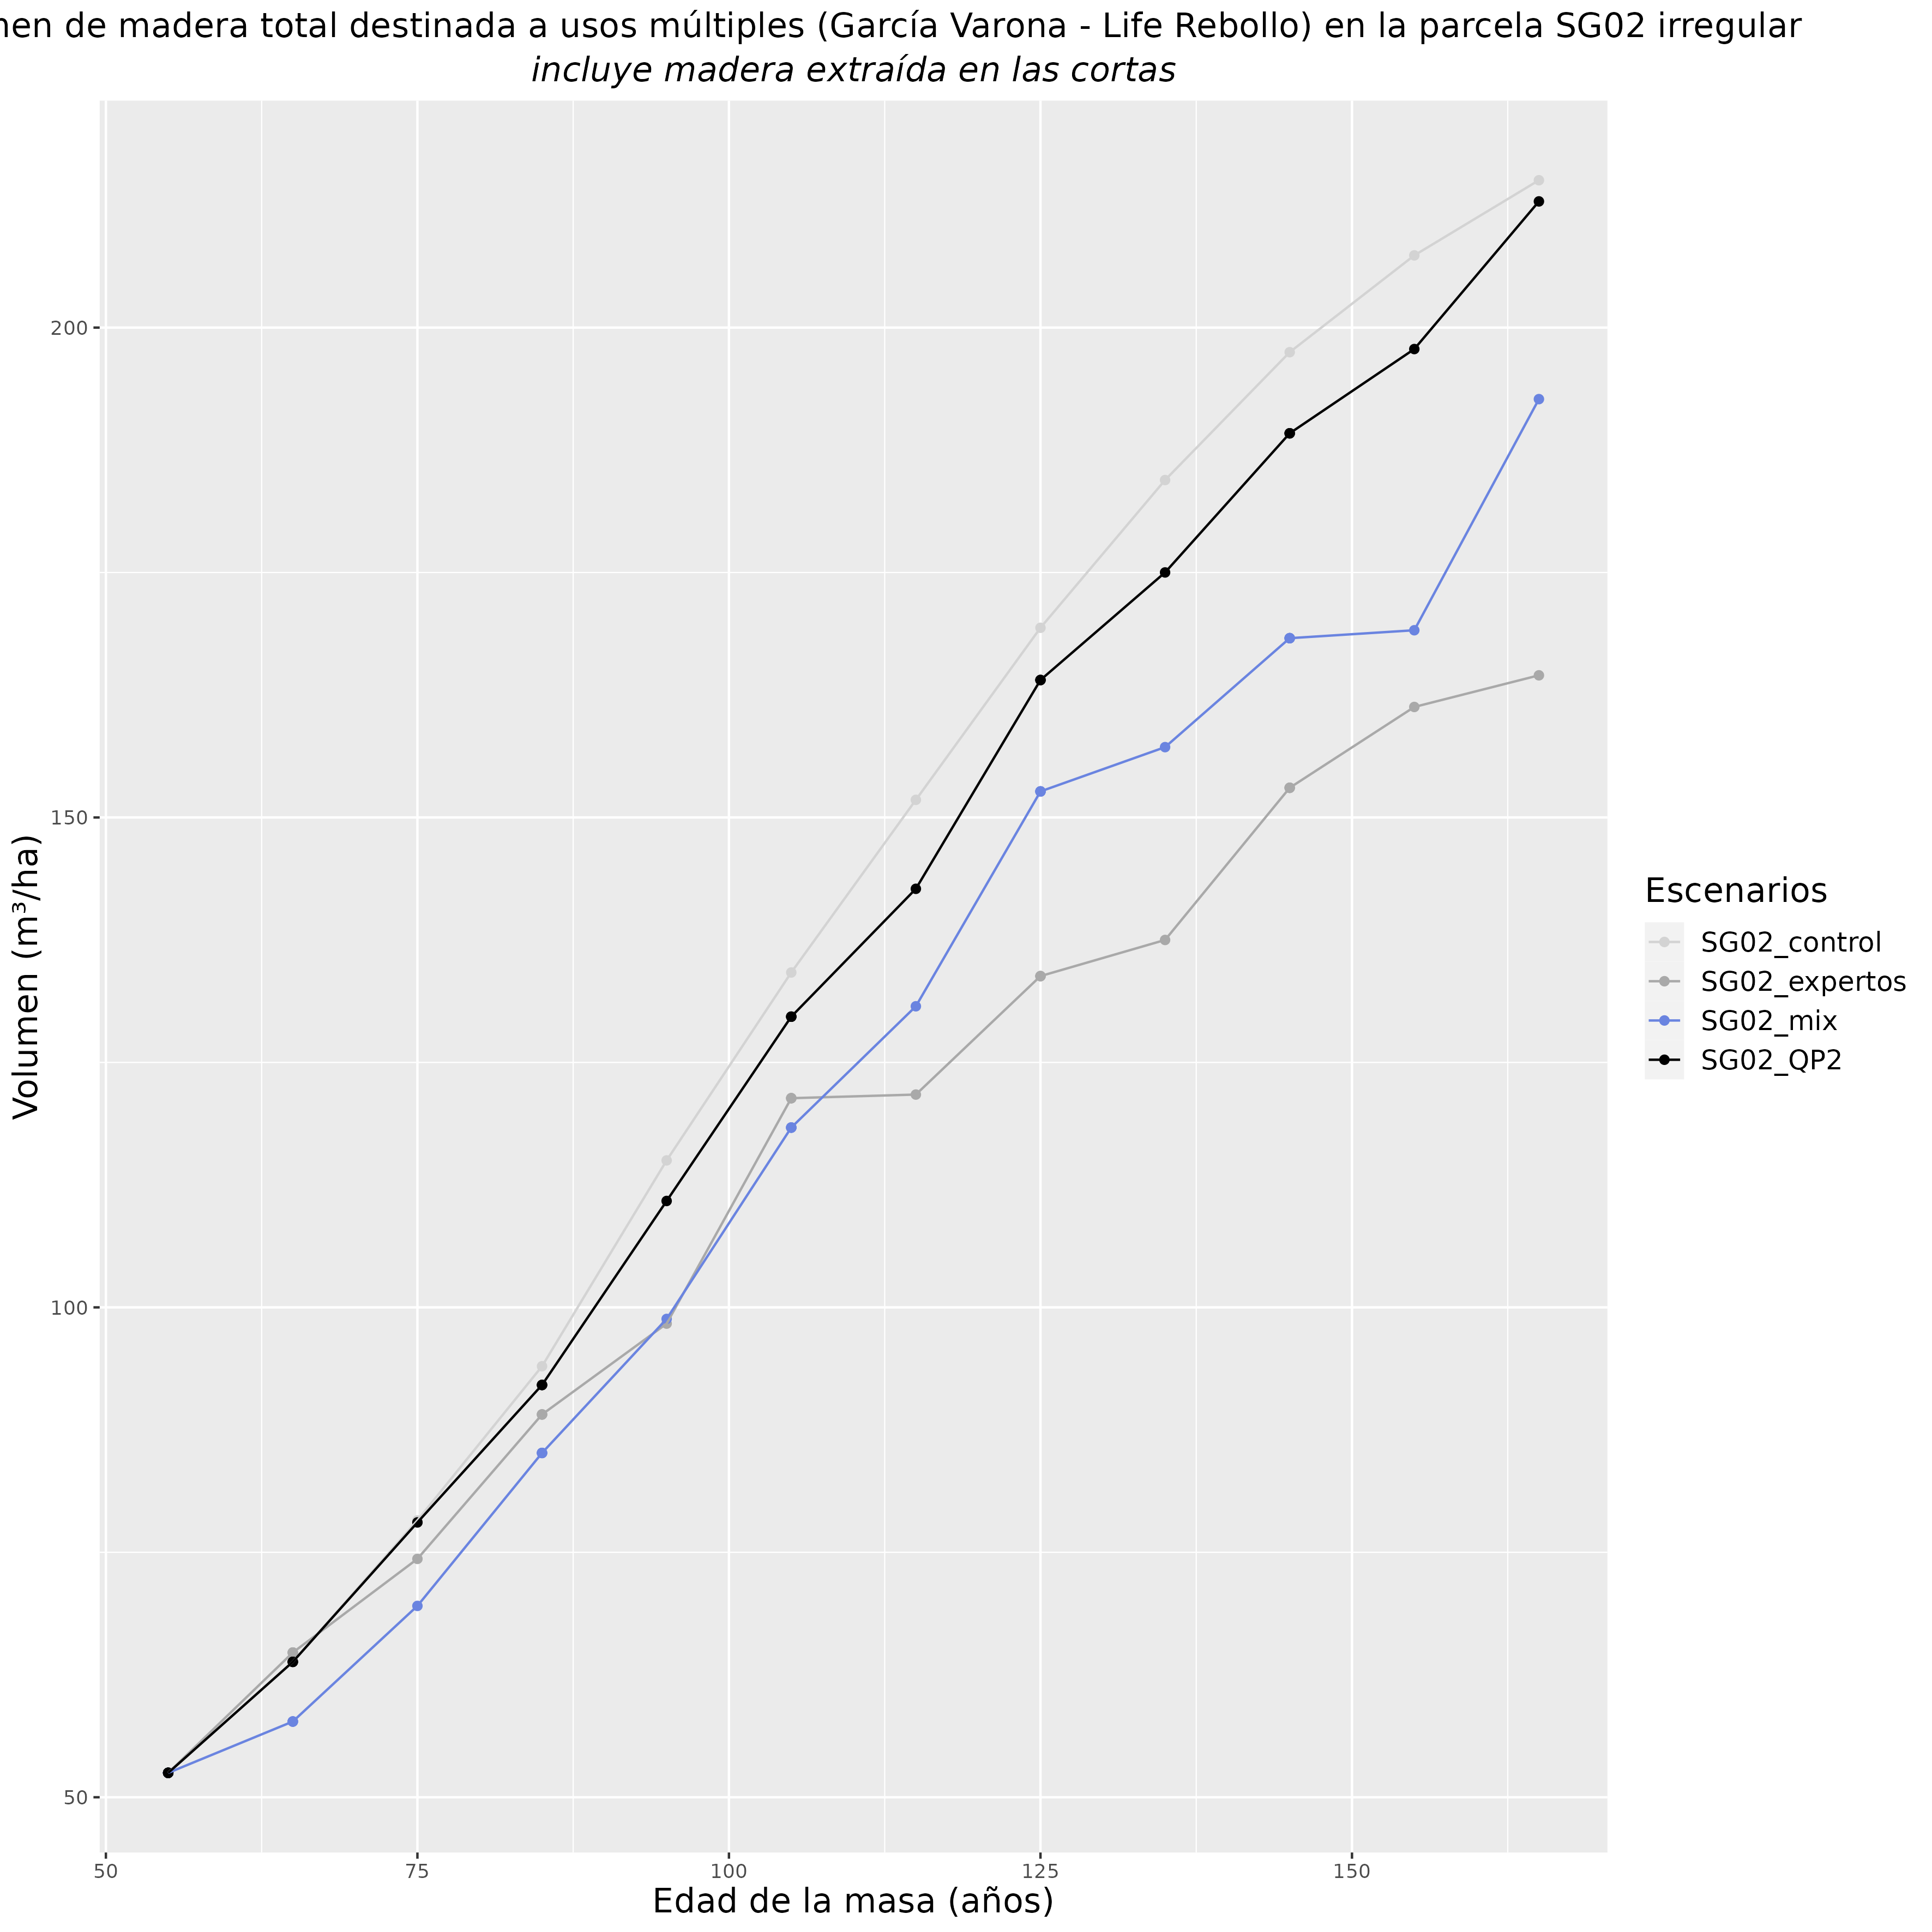 de madera total destinada a usos múltiples (García Varona - Life Rebollo) en la parcela SG02 irregular
incluye madera extraída en las cortas
Volumen (m³/ha)
200
150
100
50
50 75 100 125 150
Edad de la masa (años)
Escenarios
SG02_control
SG02_expertos
SG02_mix
SG02_QP2